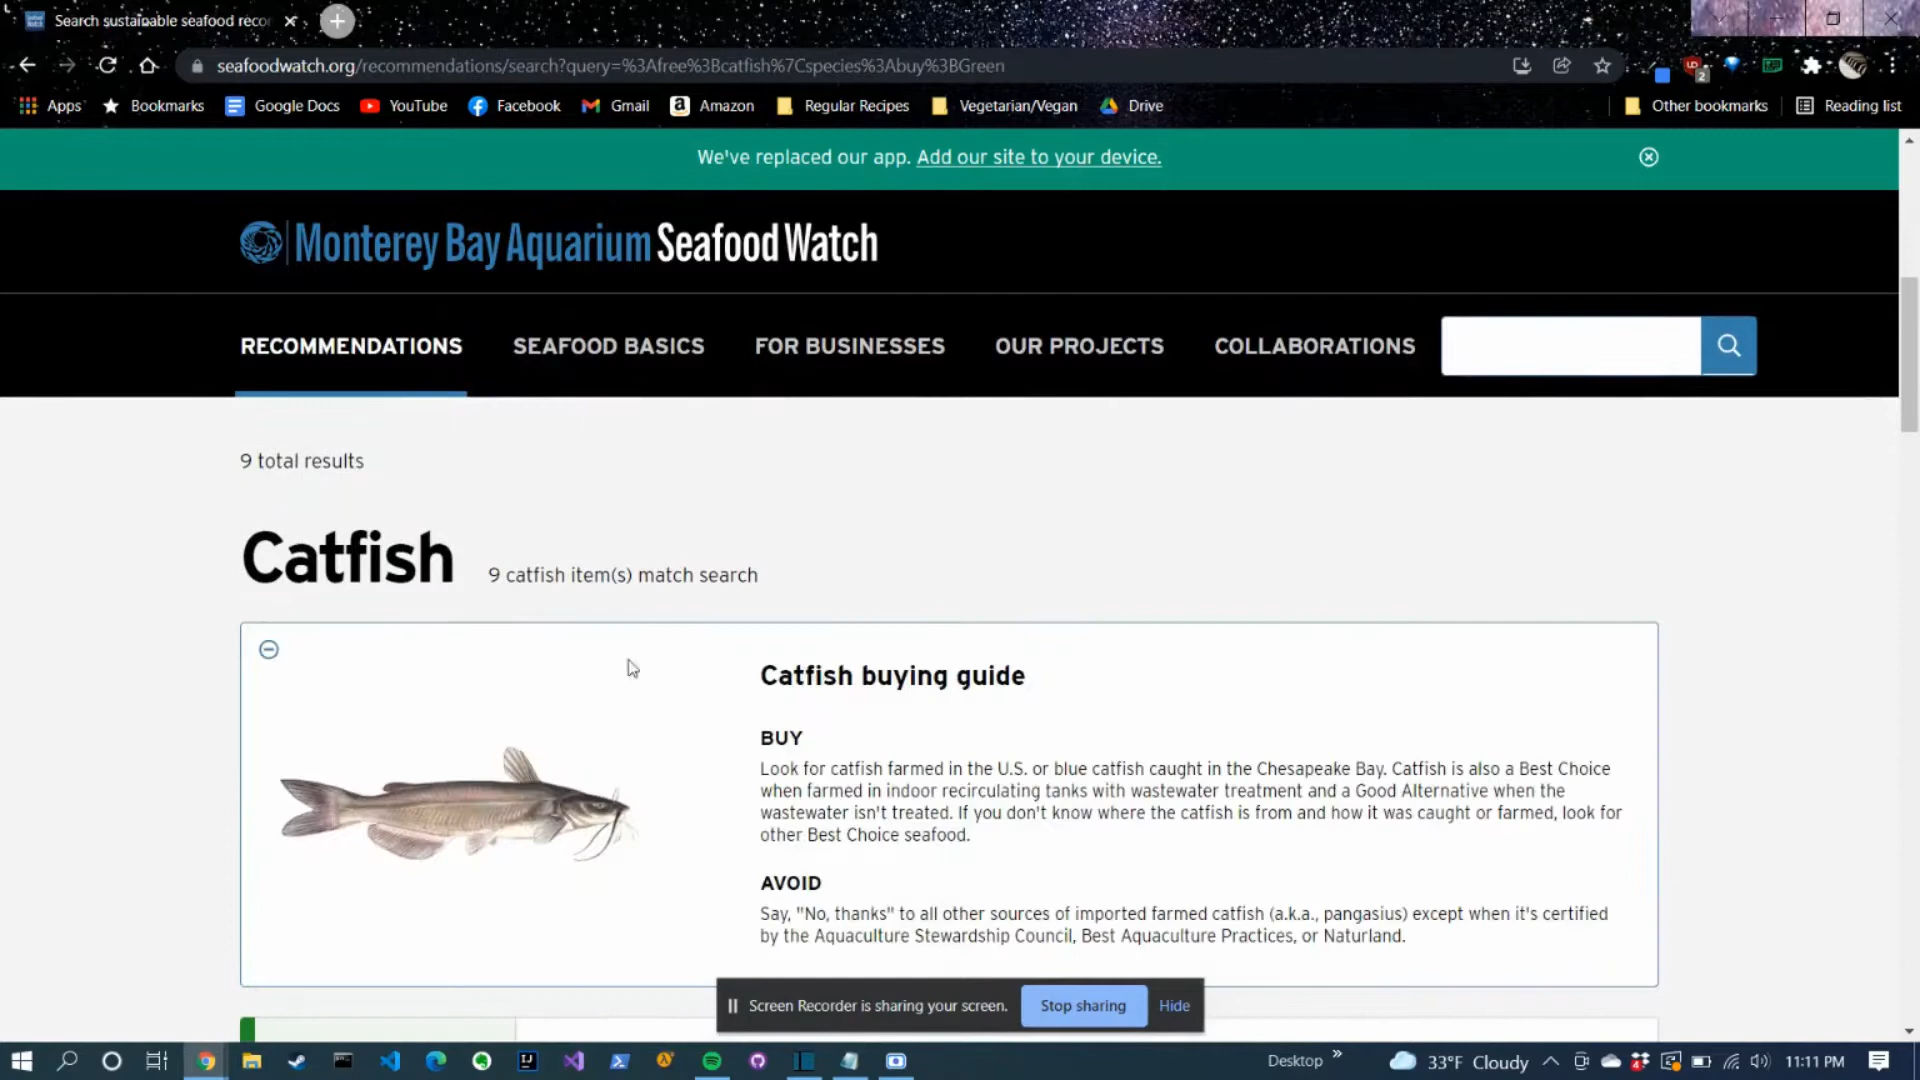 Search sustainable seafood reco
seafoodwatch.org/recommendations/search?query=%3Afree%3Bcatfish%7Cspecies%3Abuy%3BGreen
2
Apps Bookmarks Google Docs YouTube Facebook Gmail Amazon Regular Recipes Vegetarian/Vegan Drive Other bookmarks Reading list
We've replaced our app. Add our site to your device.
Monterey Bay Aquarium Seafood Watch
RECOMMENDATIONS SEAFOOD BASICS FOR BUSINESSES OUR PROJECTS COLLABORATIONS
9 total results
Catfish 9 catfish item(s) match search
Catfish buying guide
BUY
Look for catfish farmed in the U.S. or blue catfish caught in the Chesapeake Bay. Catfish is also a Best Choice
when farmed in indoor recirculating tanks with wastewater treatment and a Good Alternative when the
wastewater isn't treated. If you don't know where the catfish is from and how it was caught or farmed, look for
other Best Choice seafood.
AVOID
Say, "No, thanks" to all other sources of imported farmed catfish (a.k.a., pangasius) except when it's certified
by the Aquaculture Stewardship Council, Best Aquaculture Practices, or Naturland.
Screen Recorder is sharing your screen. Stop sharing Hide
Desktop » 33°F Cloudy 11:11 PM